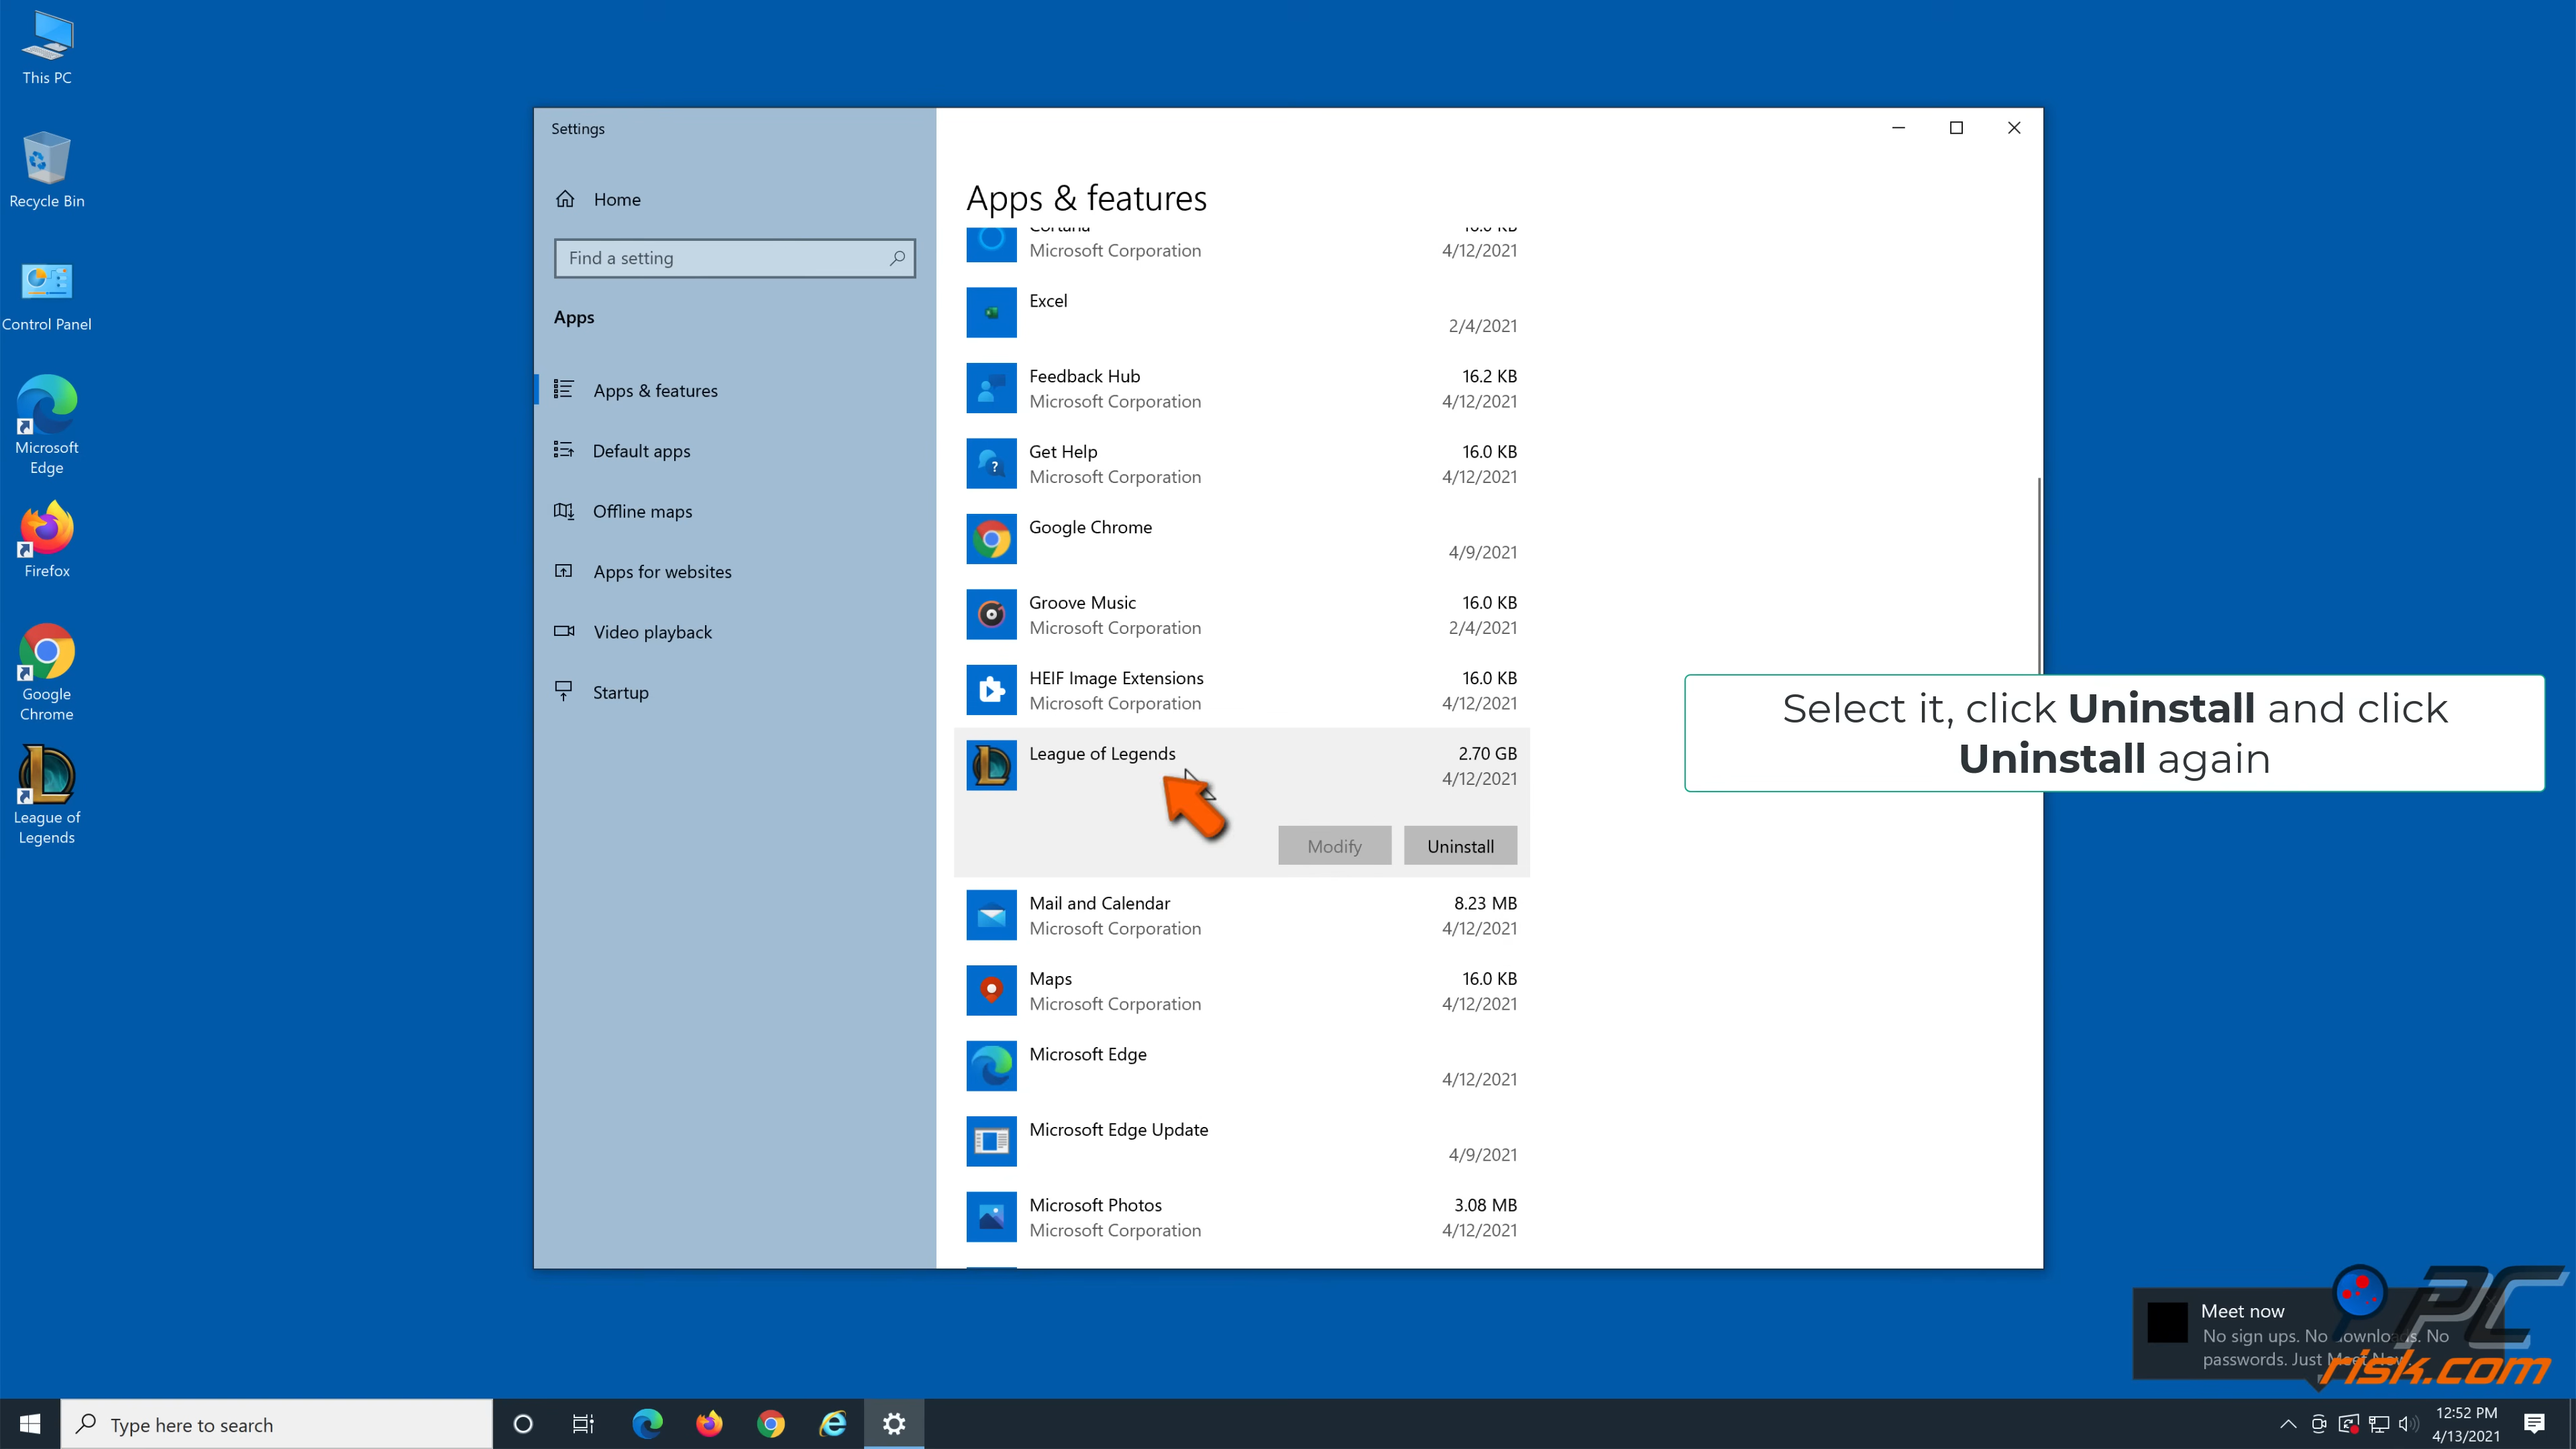 This PC
Recycle Bin
Control Panel
Microsoft
Edge
Firefox
Google
Chrome
League of
Legends
Settings
Home
Find a setting
Apps
Apps & features
Default apps
Offline maps
Apps for websites
Video playback
Startup
Apps & features
Cortana 16.0 KB
Microsoft Corporation 4/12/2021
Excel
2/4/2021
Feedback Hub 16.2 KB
Microsoft Corporation 4/12/2021
Get Help 16.0 KB
Microsoft Corporation 4/12/2021
Google Chrome
4/9/2021
Groove Music 16.0 KB
Microsoft Corporation 2/4/2021
HEIF Image Extensions 16.0 KB
Microsoft Corporation 4/12/2021
League of Legends 2.70 GB
4/12/2021
Modify Uninstall
Mail and Calendar 8.23 MB
Microsoft Corporation 4/12/2021
Maps 16.0 KB
Microsoft Corporation 4/12/2021
Microsoft Edge
4/12/2021
Microsoft Edge Update
4/9/2021
Microsoft Photos 3.08 MB
Microsoft Corporation 4/12/2021
Select it, click Uninstall and click
Uninstall again
Meet now
No sign ups. No downloads. No
passwords. Just Meet Now.
PC
risk.com
Type here to search
12:52 PM
4/13/2021